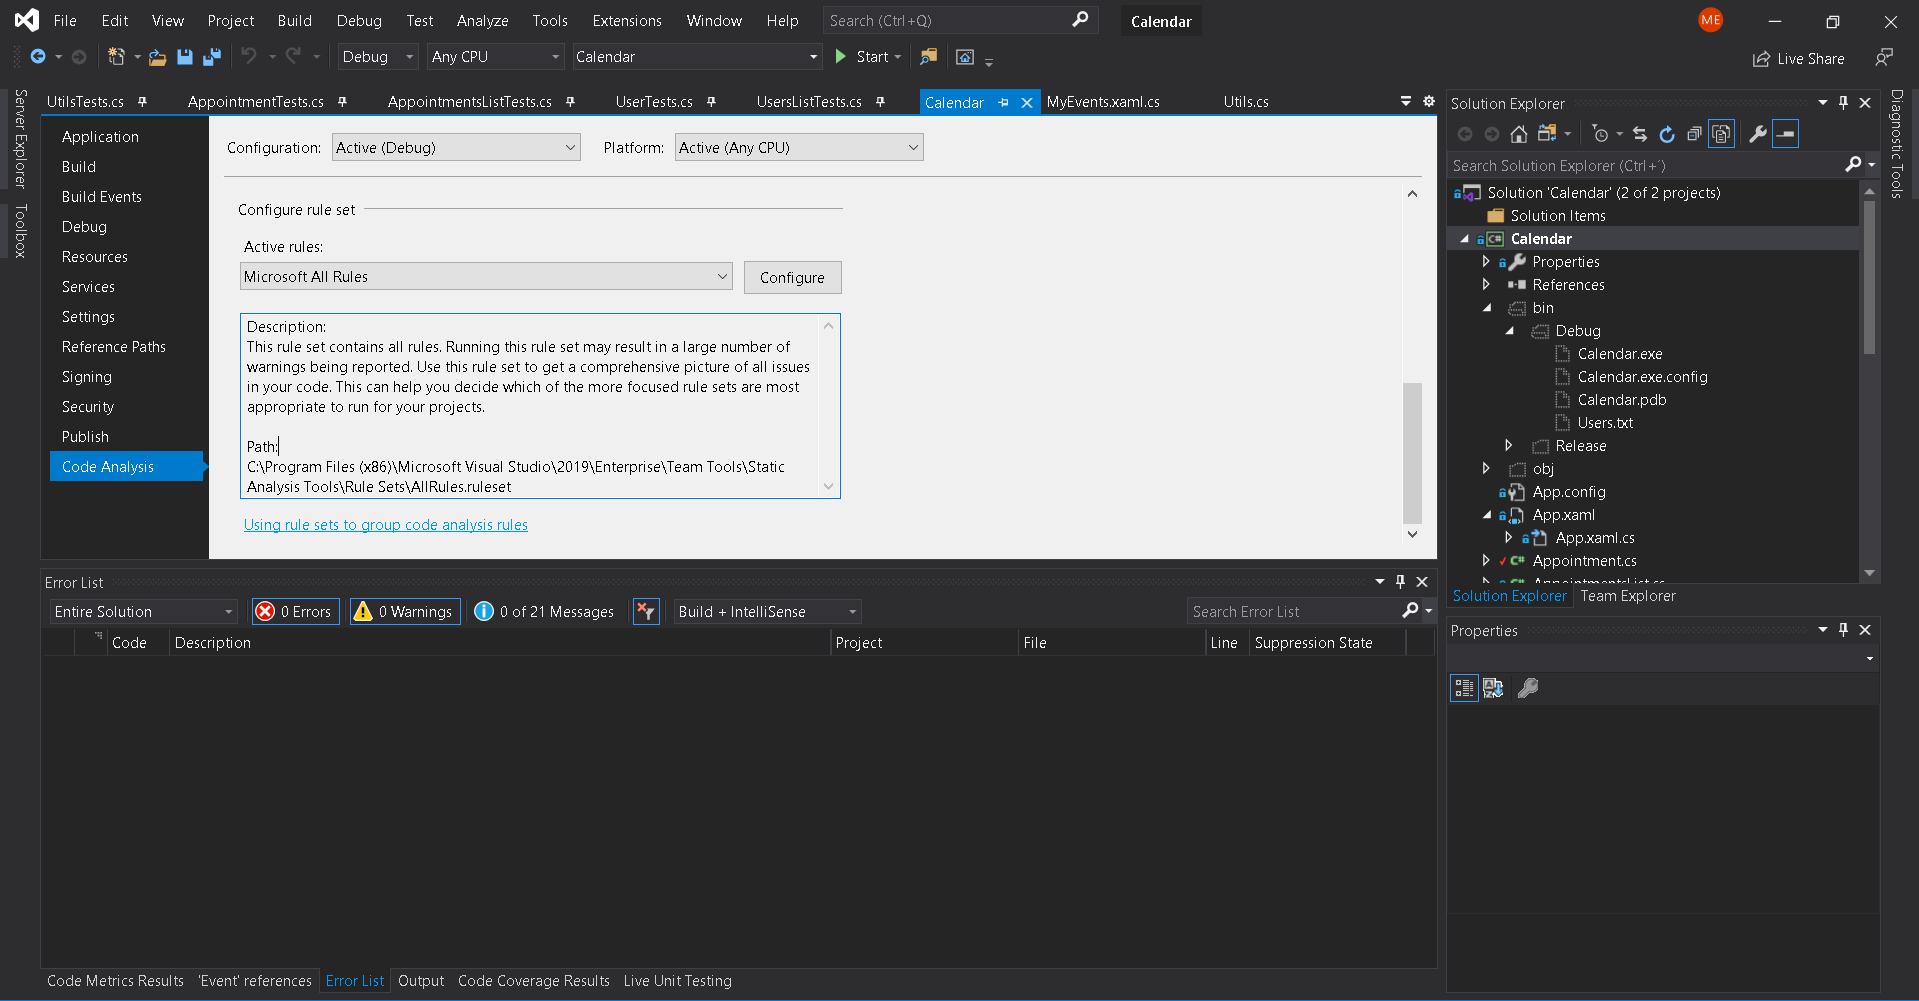 File Edit View Project Build Debug Test Analyze Tools Extensions Window Help Search (Ctrl+Q) Calendar ME
Debug Any CPU Calendar Start Live Share
Server Explorer
Toolbox
UtilsTests.cs AppointmentTests.cs AppointmentsListTests.cs UserTests.cs UsersListTests.cs Calendar MyEvents.xaml.cs Utils.cs
Application
Build
Build Events
Debug
Resources
Services
Settings
Reference Paths
Signing
Security
Publish
Code Analysis
Configuration: Active (Debug) Platform: Active (Any CPU)
Configure rule set
Active rules:
Microsoft All Rules Configure
Description:
This rule set contains all rules. Running this rule set may result in a large number of
warnings being reported. Use this rule set to get a comprehensive picture of all issues
in your code. This can help you decide which of the more focused rule sets are most
appropriate to run for your projects.
Path:
C:\Program Files (x86)\Microsoft Visual Studio\2019\Enterprise\Team Tools\Static
Analysis Tools\Rule Sets\AllRules.ruleset
Using rule sets to group code analysis rules
Error List
Entire Solution 0 Errors 0 Warnings 0 of 21 Messages Build + IntelliSense Search Error List
Code Description Project File Line Suppression State
Code Metrics Results 'Event' references Error List Output Code Coverage Results Live Unit Testing
Solution Explorer
Search Solution Explorer (Ctrl+´)
Solution 'Calendar' (2 of 2 projects)
Solution Items
C# Calendar
Properties
References
bin
Debug
Calendar.exe
Calendar.exe.config
Calendar.pdb
Users.txt
Release
obj
App.config
App.xaml
App.xaml.cs
C# Appointment.cs
C# AppointmentsList.cs
Solution Explorer Team Explorer
Properties
Diagnostic Tools